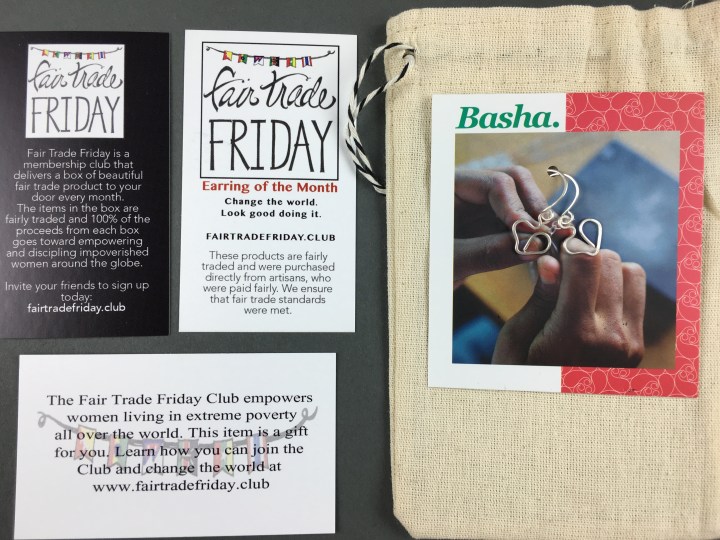 fair trade
FRIDAY
Fair Trade Friday is a
membership club that
delivers a box of beautiful
fair trade product to your
door every month.
The items in the box are
fairly traded and 100% of the
proceeds from each box
goes toward empowering
and discipling impoverished
women around the globe.
Invite your friends to sign up
today:
fairtradefriday.club
fair trade
FRIDAY
Earring of the Month
Change the world.
Look good doing it.
FAIRTRADEFRIDAY.CLUB
These products are fairly
traded and were purchased
directly from artisans, who
were paid fairly. We ensure
that fair trade standards
were met.
Basha.
The Fair Trade Friday Club empowers
women living in extreme poverty
all over the world. This item is a gift
for you. Learn how you can join the
Club and change the world at
www.fairtradefriday.club